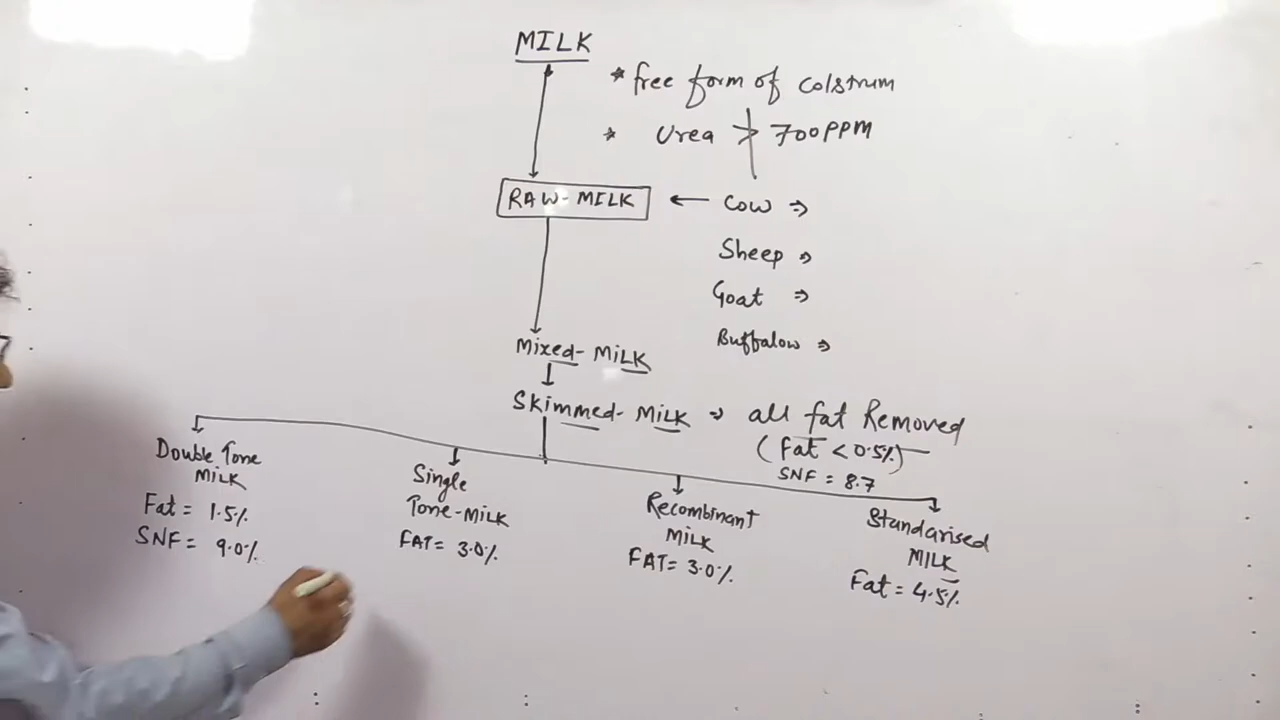 MILK
* free form of Colstrum
* Urea ≯ 700PPM
RAW-MILK ← Cow ⇒
Sheep ⇒
Goat ⇒
Buffalow ⇒
Mixed-MiLK
Skimmed-MiLK → all fat Removed
(Fat < 0.5%)
SNF = 8.7
Double Tone
MiLK
Fat = 1.5%
SNF = 9.0%
Single
Tone-MiLK
FAT= 3.0%
Recombinant
MiLK
FAT= 3.0%
Standarised
MILK
Fat = 4.5%